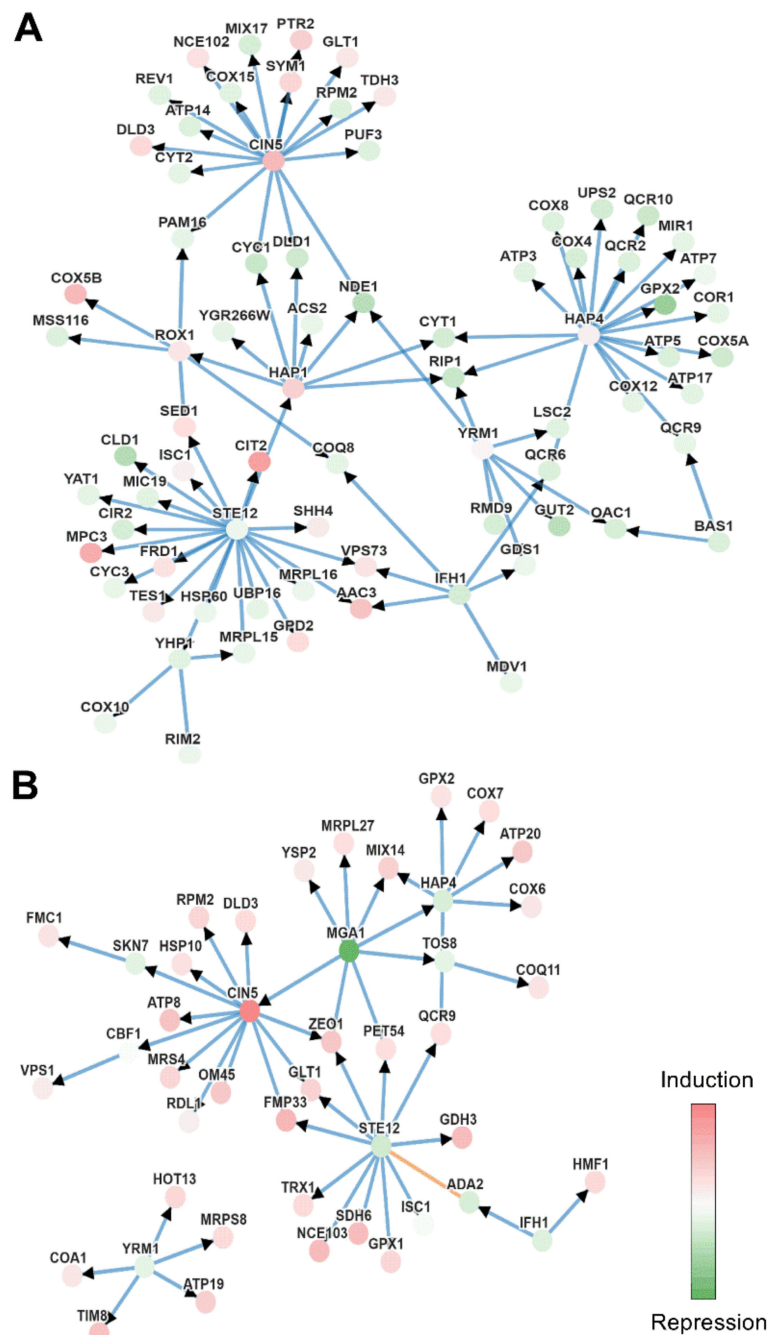 A
PTR2
MIX17
NCE102
GLT1
SYM1
COX15
TDH3
REV1
RPM2
ATP14
DLD3
CIN5
PUF3
CYT2
UPS2
QCR10
COX8
PAM16
MIR1
CYC1
DLD1
COX4
QCR2
ATP3
ATP7
COX5B
NDE1
GPX2
COR1
YGR266W
ACS2
HAP4
MSS116
CYT1
ROX1
ATP5
COX5A
HAP1
RIP1
COX12
ATP17
SED1
LSC2
CLD1
CIT2
YRM1
QCR9
ISC1
COQ8
QCR6
YAT1
MIC19
CIR2
STE12
SHH4
RMD9
GUT2
OAC1
BAS1
MPC3
FRD1
VPS73
GDS1
CYC3
MRPL16
IFH1
TES1
HSP60
UBP16
AAC3
YHP1
MRPL15
GPD2
MDV1
COX10
RIM2
B
GPX2
COX7
MRPL27
YSP2
MIX14
ATP20
HAP4
COX6
RPM2
DLD3
FMC1
MGA1
TOS8
SKN7
HSP10
COQ11
CIN5
ATP8
ZEO1
PET54
QCR9
CBF1
MRS4
OM45
GLT1
VPS1
RDL1
FMP33
STE12
GDH3
Induction
HMF1
HOT13
TRX1
ADA2
MRPS8
ISC1
SDH6
IFH1
NCE103
YRM1
COA1
GPX1
ATP19
TIM8
Repression